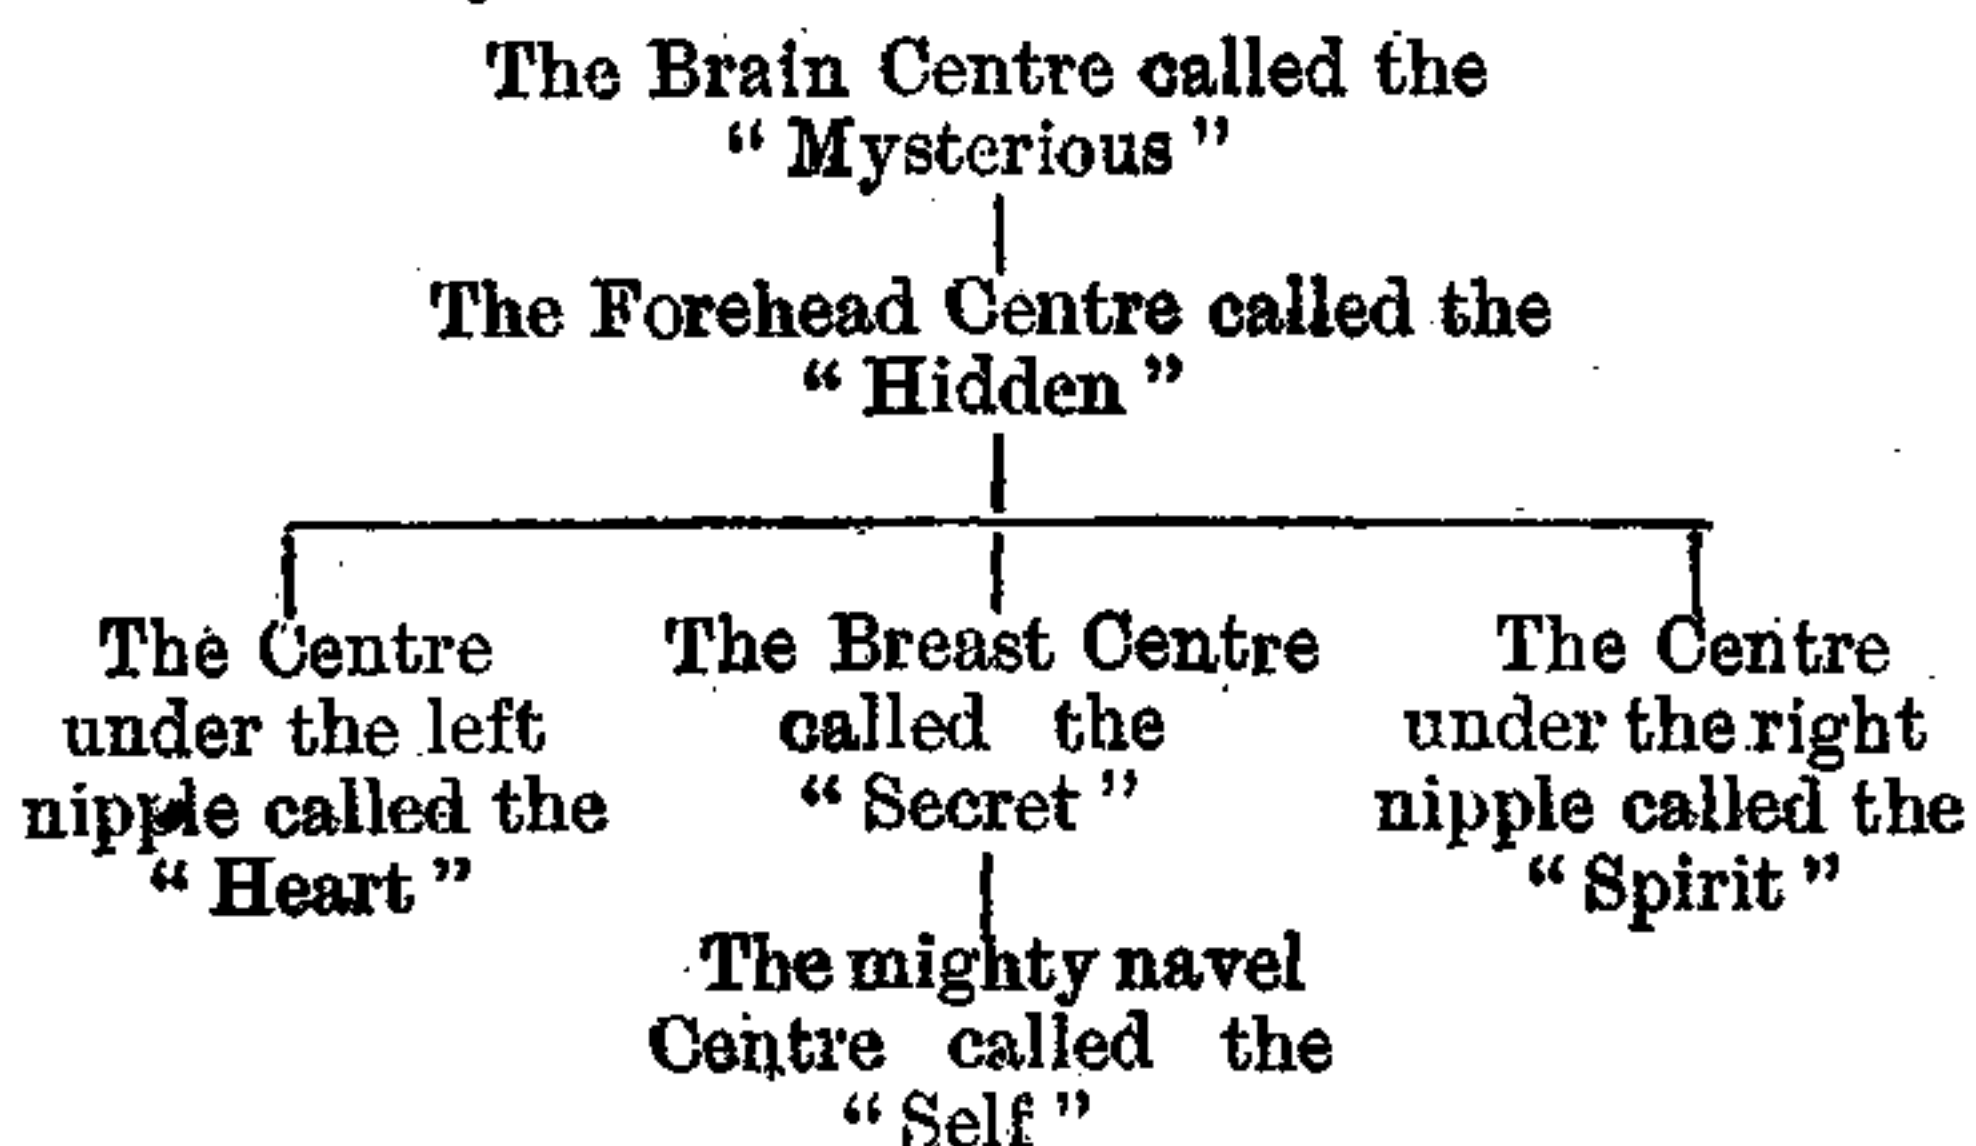 The Brain Centre called the
“ Mysterious ”
The Forehead Centre called the
“ Hidden ”
The Centre
under the left
nipple called the
“ Heart ”
The Breast Centre
called the
“ Secret ”
The Centre
under the right
nipple called the
“ Spirit ”
The mighty navel
Centre called the
“ Self ”